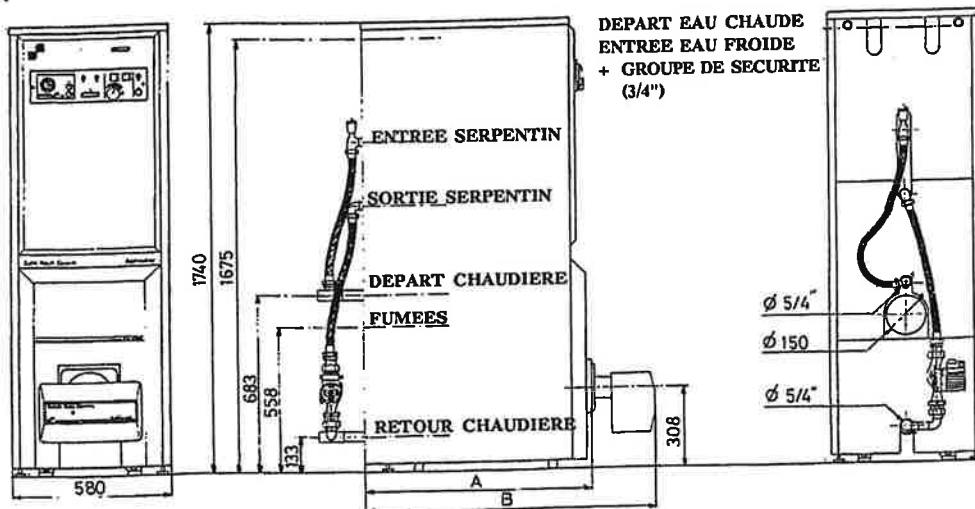 DEPART EAU CHAUDE
ENTREE EAU FROIDE
+ GROUPE DE SECURITE
(3/4")
ENTREE SERPENTIN
SORTIE SERPENTIN
DEPART CHAUDIERE
FUMEES
RETOUR CHAUDIERE
1740
1675
683
558
133
308
580
A
B
Ø 5/4"
Ø 150
Ø 5/4"